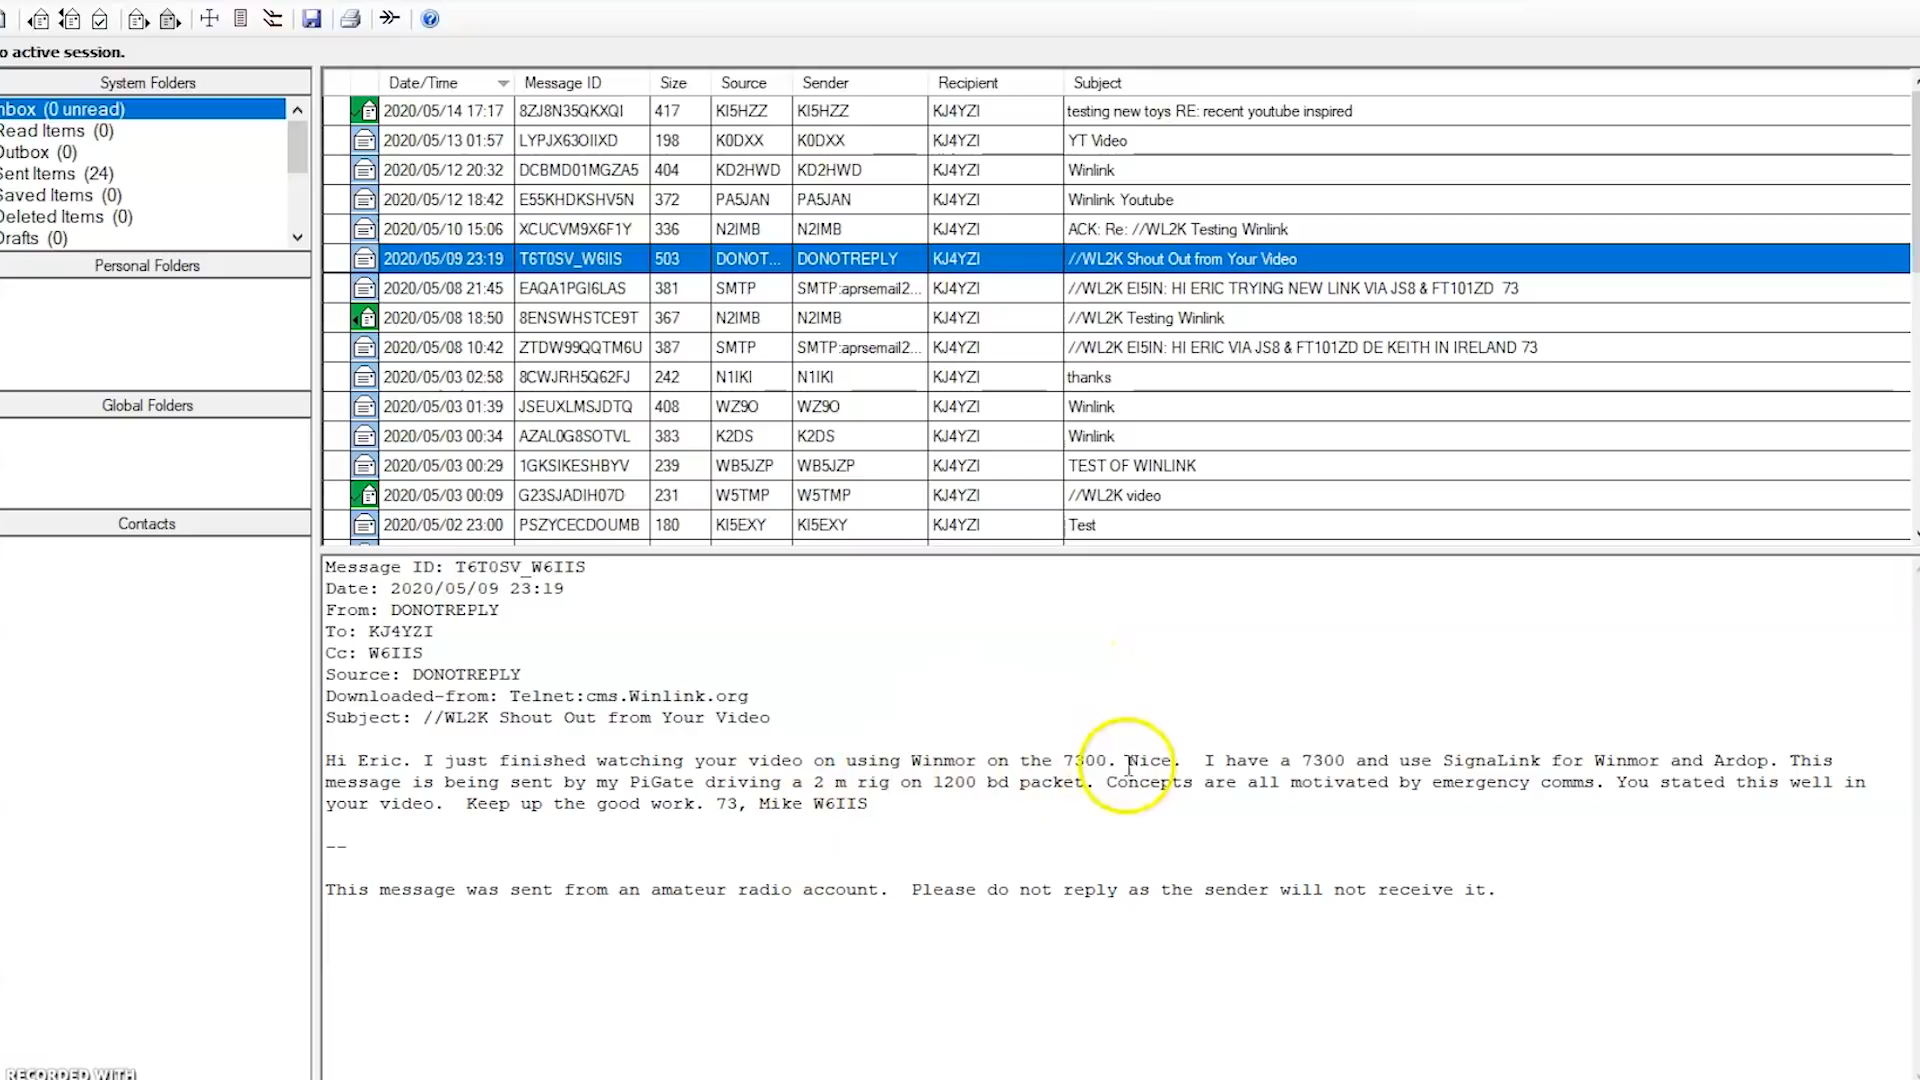 o active session.
System Folders
nbox (0 unread)
Read Items (0)
Outbox (0)
Sent Items (24)
Saved Items (0)
Deleted Items (0)
Drafts (0)
Personal Folders
Global Folders
Contacts
Date/Time Message ID Size Source Sender Recipient Subject
2020/05/14 17:17 8ZJ8N35QKXQI 417 KI5HZZ KI5HZZ KJ4YZI testing new toys RE: recent youtube inspired
2020/05/13 01:57 LYPJX63OIIXD 198 K0DXX K0DXX KJ4YZI YT Video
2020/05/12 20:32 DCBMD01MGZA5 404 KD2HWD KD2HWD KJ4YZI Winlink
2020/05/12 18:42 E55KHDKSHV5N 372 PA5JAN PA5JAN KJ4YZI Winlink Youtube
2020/05/10 15:06 XCUCVM9X6F1Y 336 N2IMB N2IMB KJ4YZI ACK: Re: //WL2K Testing Winlink
2020/05/09 23:19 T6T0SV_W6IIS 503 DONOT... DONOTREPLY KJ4YZI //WL2K Shout Out from Your Video
2020/05/08 21:45 EAQA1PGI6LAS 381 SMTP SMTP:aprsemail2... KJ4YZI //WL2K EI5IN: HI ERIC TRYING NEW LINK VIA JS8 & FT101ZD 73
2020/05/08 18:50 8ENSWHSTCE9T 367 N2IMB N2IMB KJ4YZI //WL2K Testing Winlink
2020/05/08 10:42 ZTDW99QQTM6U 387 SMTP SMTP:aprsemail2... KJ4YZI //WL2K EI5IN: HI ERIC VIA JS8 & FT101ZD DE KEITH IN IRELAND 73
2020/05/03 02:58 8CWJRH5Q62FJ 242 N1IKI N1IKI KJ4YZI thanks
2020/05/03 01:39 JSEUXLMSJDTQ 408 WZ9O WZ9O KJ4YZI Winlink
2020/05/03 00:34 AZAL0G8SOTVL 383 K2DS K2DS KJ4YZI Winlink
2020/05/03 00:29 1GKSIKESHBYV 239 WB5JZP WB5JZP KJ4YZI TEST OF WINLINK
2020/05/03 00:09 G23SJADIH07D 231 W5TMP W5TMP KJ4YZI //WL2K video
2020/05/02 23:00 PSZYCECDOUMB 180 KI5EXY KI5EXY KJ4YZI Test
Message ID: T6T0SV_W6IIS
Date: 2020/05/09 23:19
From: DONOTREPLY
To: KJ4YZI
Cc: W6IIS
Source: DONOTREPLY
Downloaded-from: Telnet:cms.Winlink.org
Subject: //WL2K Shout Out from Your Video
Hi Eric. I just finished watching your video on using Winmor on the 7300. Nice. I have a 7300 and use SignaLink for Winmor and Ardop. This
message is being sent by my PiGate driving a 2 m rig on 1200 bd packet. Concepts are all motivated by emergency comms. You stated this well in
your video. Keep up the good work. 73, Mike W6IIS
--
This message was sent from an amateur radio account. Please do not reply as the sender will not receive it.
RECORDED WITH